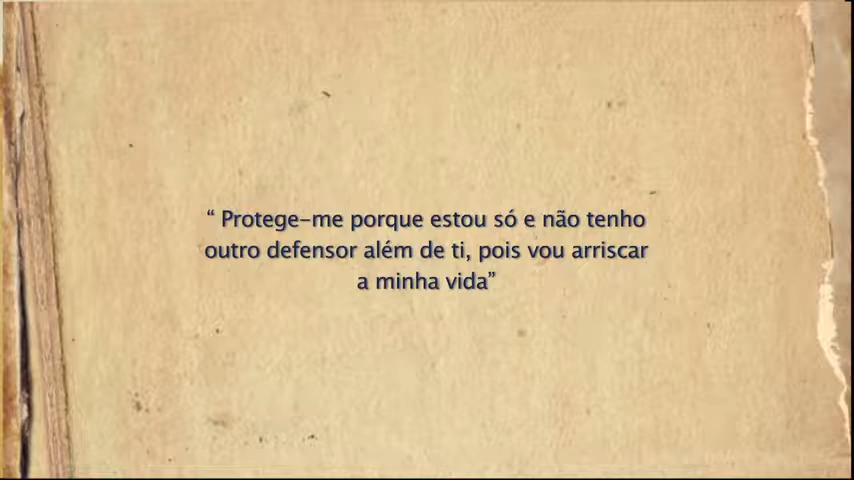 “ Protege-me porque estou só e não tenho
outro defensor além de ti, pois vou arriscar
a minha vida”